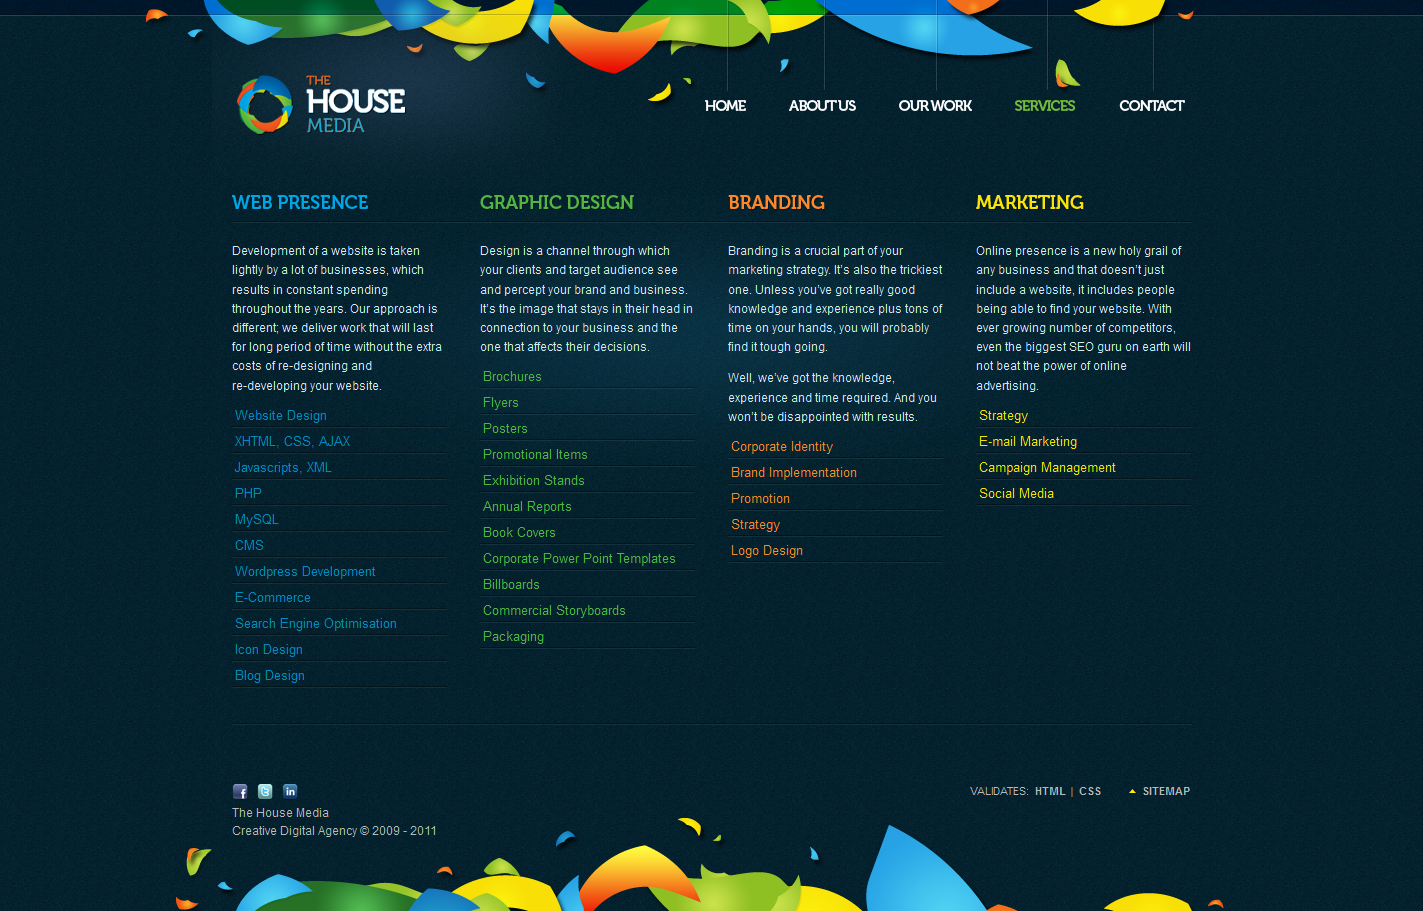 THE
HOUSE
MEDIA
HOME
ABOUT US
OUR WORK
SERVICES
CONTACT
WEB PRESENCE
Development of a website is taken
lightly by a lot of businesses, which
results in constant spending
throughout the years. Our approach is
different; we deliver work that will last
for long period of time without the extra
costs of re-designing and
re-developing your website.
Website Design
XHTML, CSS, AJAX
Javascripts, XML
PHP
MySQL
CMS
Wordpress Development
E-Commerce
Search Engine Optimisation
Icon Design
Blog Design
GRAPHIC DESIGN
Design is a channel through which
your clients and target audience see
and percept your brand and business.
It's the image that stays in their head in
connection to your business and the
one that affects their decisions.
Brochures
Flyers
Posters
Promotional Items
Exhibition Stands
Annual Reports
Book Covers
Corporate Power Point Templates
Billboards
Commercial Storyboards
Packaging
BRANDING
Branding is a crucial part of your
marketing strategy. It's also the trickiest
one. Unless you've got really good
knowledge and experience plus tons of
time on your hands, you will probably
find it tough going.
Well, we've got the knowledge,
experience and time required. And you
won't be disappointed with results.
Corporate Identity
Brand Implementation
Promotion
Strategy
Logo Design
MARKETING
Online presence is a new holy grail of
any business and that doesn't just
include a website, it includes people
being able to find your website. With
ever growing number of competitors,
even the biggest SEO guru on earth will
not beat the power of online
advertising.
Strategy
E-mail Marketing
Campaign Management
Social Media
The House Media
Creative Digital Agency © 2009 - 2011
VALIDATES: HTML | CSS
SITEMAP